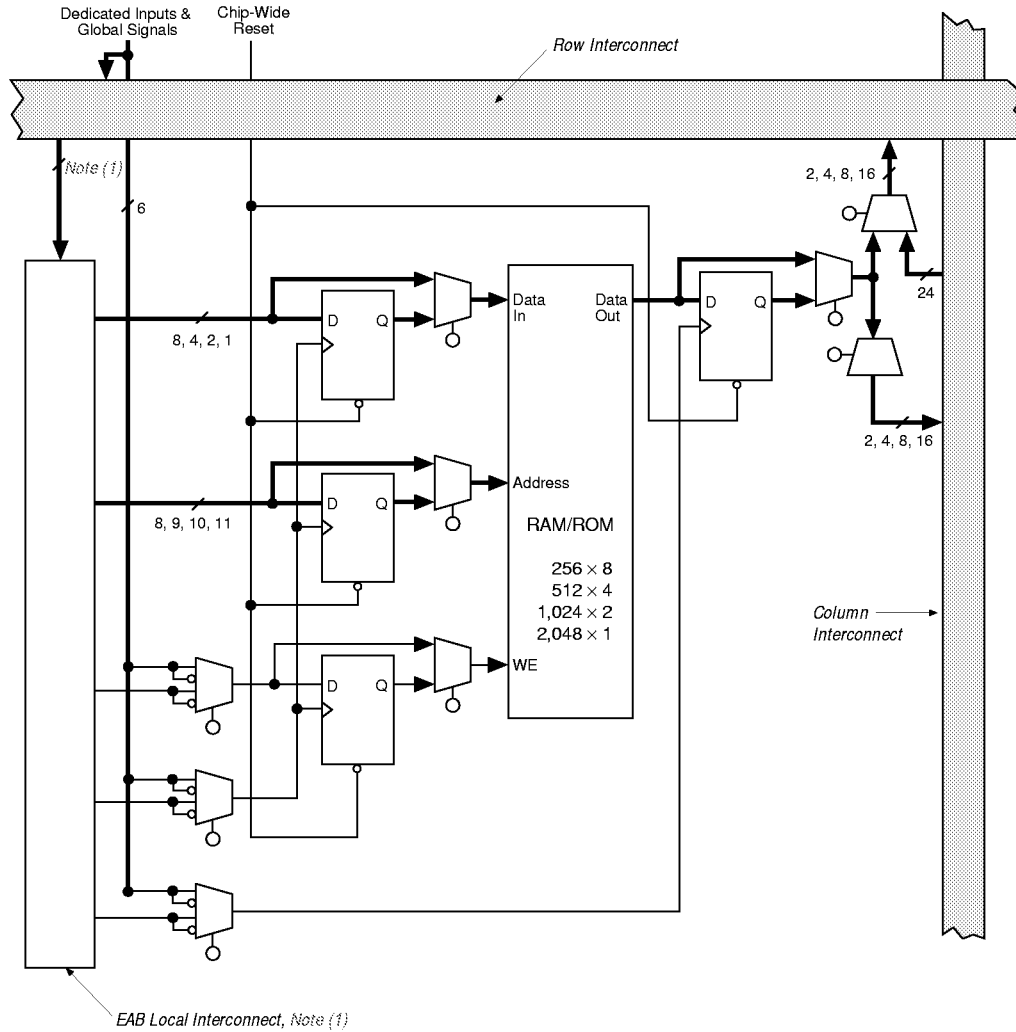 Dedicated Inputs &
Global Signals
Chip-Wide
Reset
Row Interconnect
Note (1)
6
2, 4, 8, 16
24
8, 4, 2, 1
D
Q
Data
In
Data
Out
D
Q
2, 4, 8, 16
8, 9, 10, 11
D
Q
Address
RAM/ROM
256 × 8
512 × 4
1,024 × 2
2,048 × 1
Column
Interconnect
D
Q
WE
EAB Local Interconnect, Note (1)